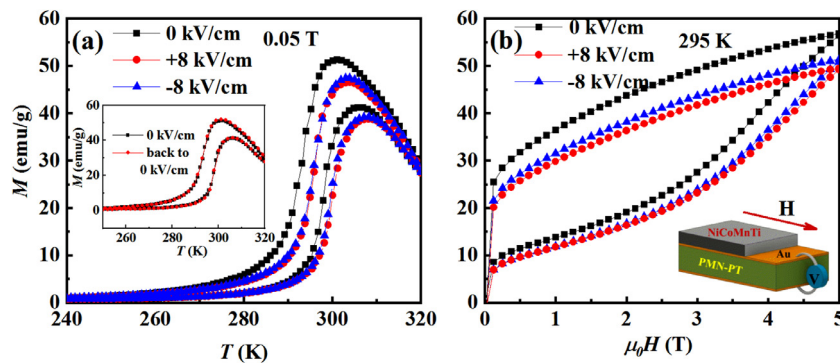 (a)
0 kV/cm
0.05 T
+8 kV/cm
-8 kV/cm
M (emu/g)
60
50
40
30
20
10
0
240
260
280
300
320
T (K)
M (emu/g)
60
40
20
0
0 kV/cm
back to
0 kV/cm
260
280
300
320
T (K)
(b)
0 kV/cm
295 K
+8 kV/cm
-8 kV/cm
60
50
40
30
20
10
0
H
NiCoMnTi
Au
PMN-PT
V
0
1
2
3
4
5
μ0H (T)